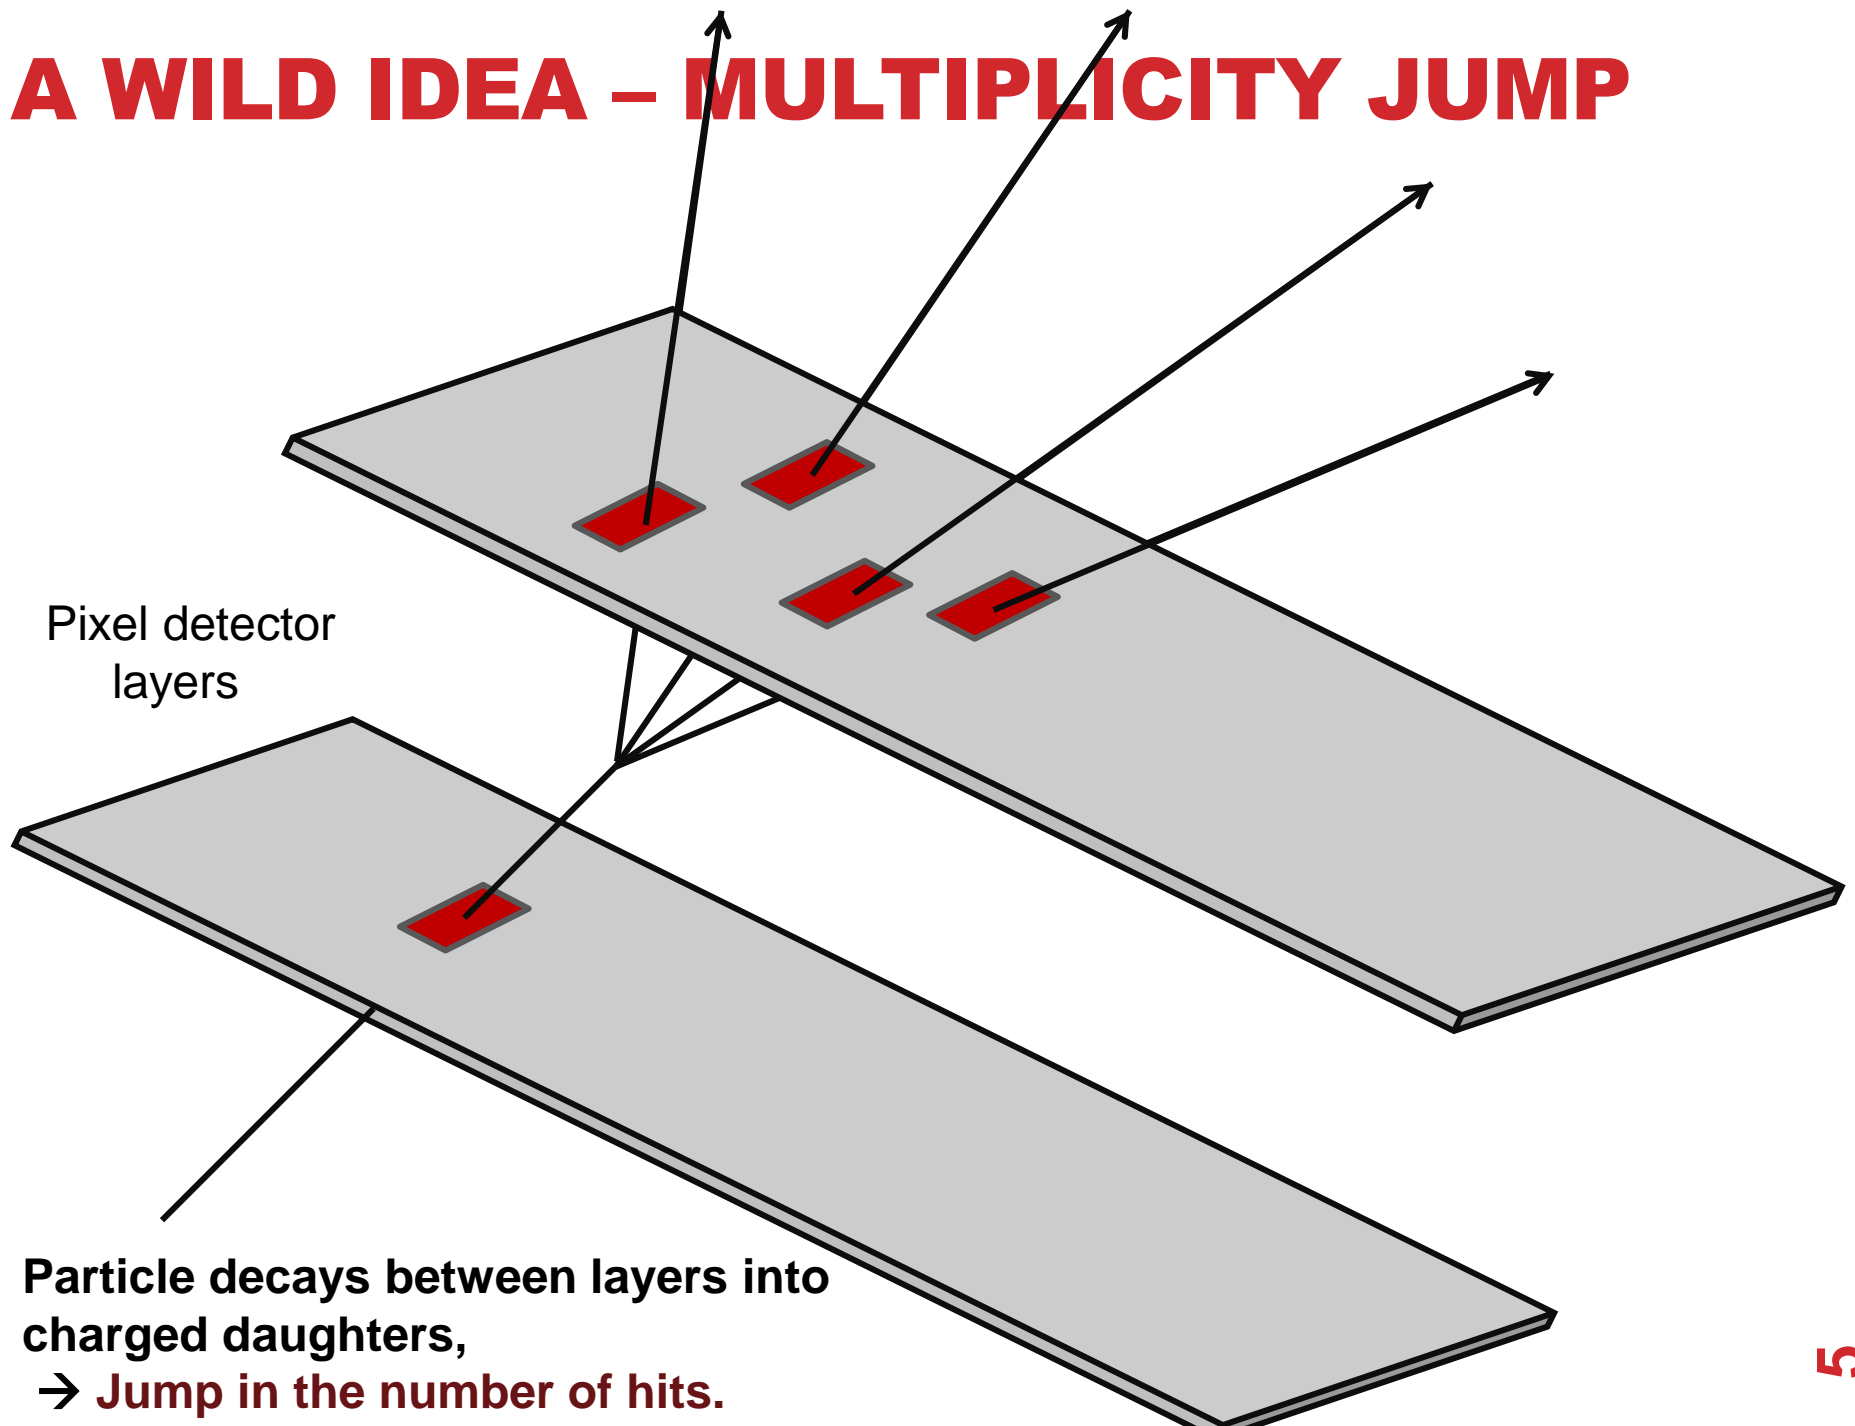 A WILD IDEA – MULTIPLICITY JUMP
Pixel detector
layers
Particle decays between layers into
charged daughters,
→ Jump in the number of hits.
5